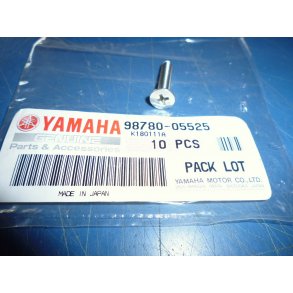 YAMAHA 98780-05525
GENUINE K180111A
Parts & Accessories 10 PCS
PACK LOT
MADE IN JAPAN
YAMAHA MOTOR CO.,LTD.